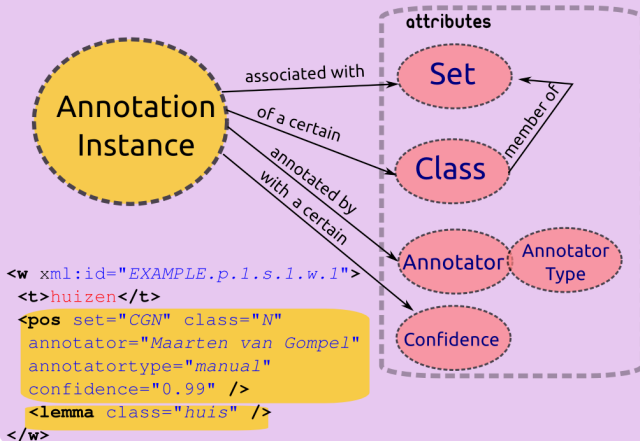 attributes
Annotation
Instance
associated with
of a certain
annotated by
with a certain
Set
member of
Class
Annotator
Annotator
Type
Confidence
<w xml:id="EXAMPLE.p.1.s.1.w.1">
<t>huizen</t>
<pos set="CGN" class="N"
annotator="Maarten van Gompel"
annotatortype="manual"
confidence="0.99" />
<lemma class="huis" />
</w>